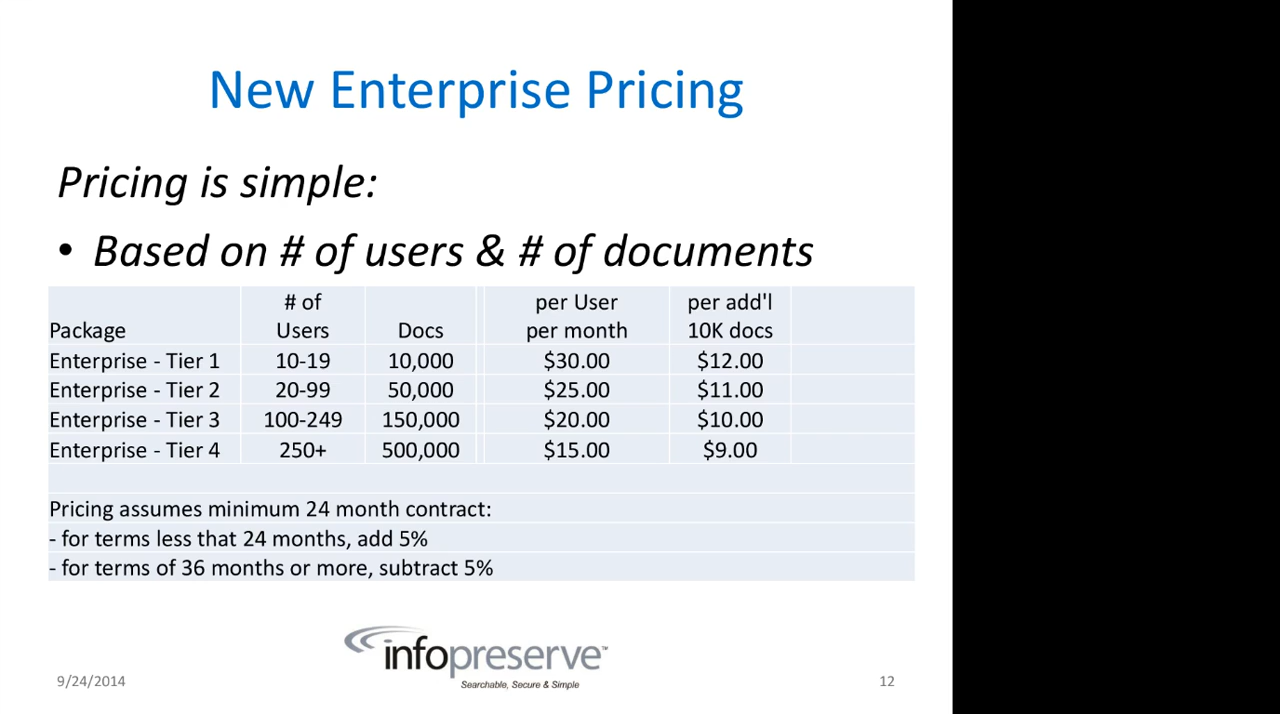 New Enterprise Pricing
Pricing is simple:
• Based on # of users & # of documents
Package # of Users Docs per User per month per add'l 10K docs
Enterprise - Tier 1 10-19 10,000 $30.00 $12.00
Enterprise - Tier 2 20-99 50,000 $25.00 $11.00
Enterprise - Tier 3 100-249 150,000 $20.00 $10.00
Enterprise - Tier 4 250+ 500,000 $15.00 $9.00
Pricing assumes minimum 24 month contract:
- for terms less that 24 months, add 5%
- for terms of 36 months or more, subtract 5%
infopreserve™
Searchable, Secure & Simple
9/24/2014 12